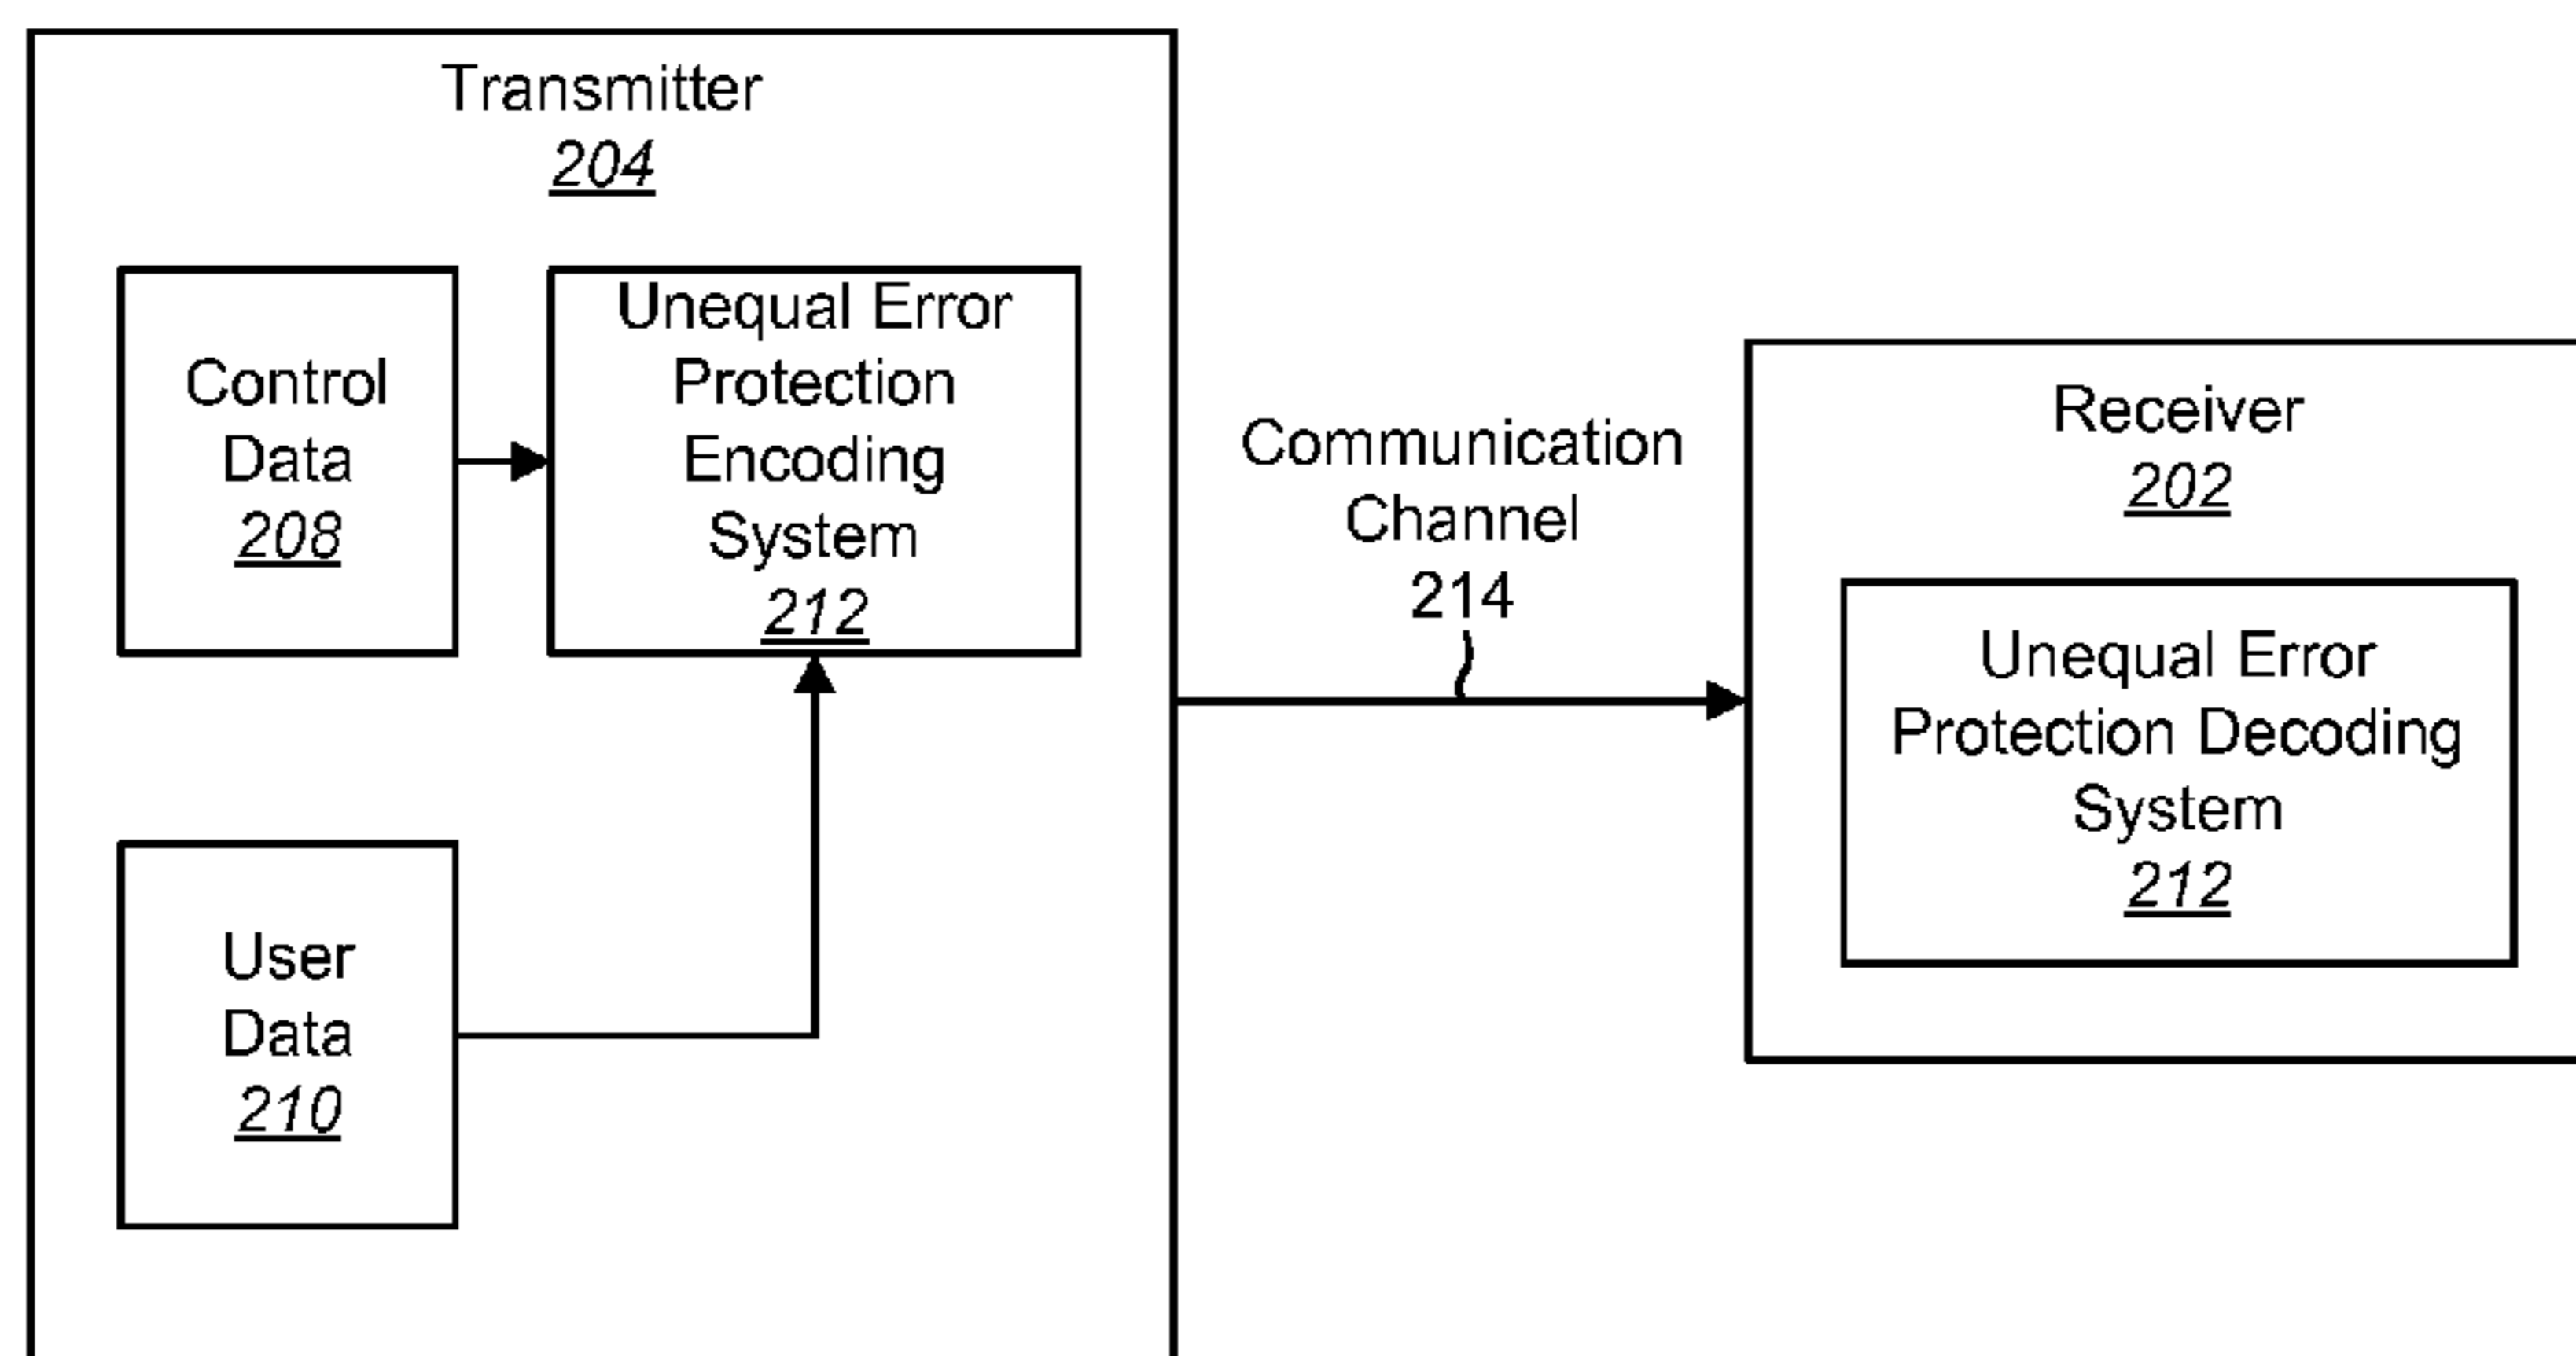 Transmitter
204
Control
Data
208
Unequal Error
Protection
Encoding
System
212
User
Data
210
Communication
Channel
214
Receiver
202
Unequal Error
Protection Decoding
System
212